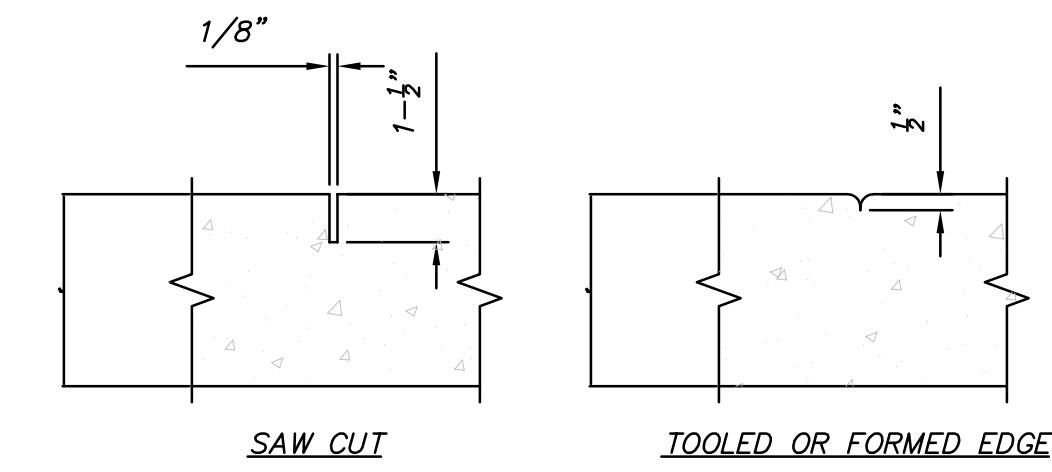 1/8"
1-1/2"
1/2"
SAW CUT
TOOLED OR FORMED EDGE